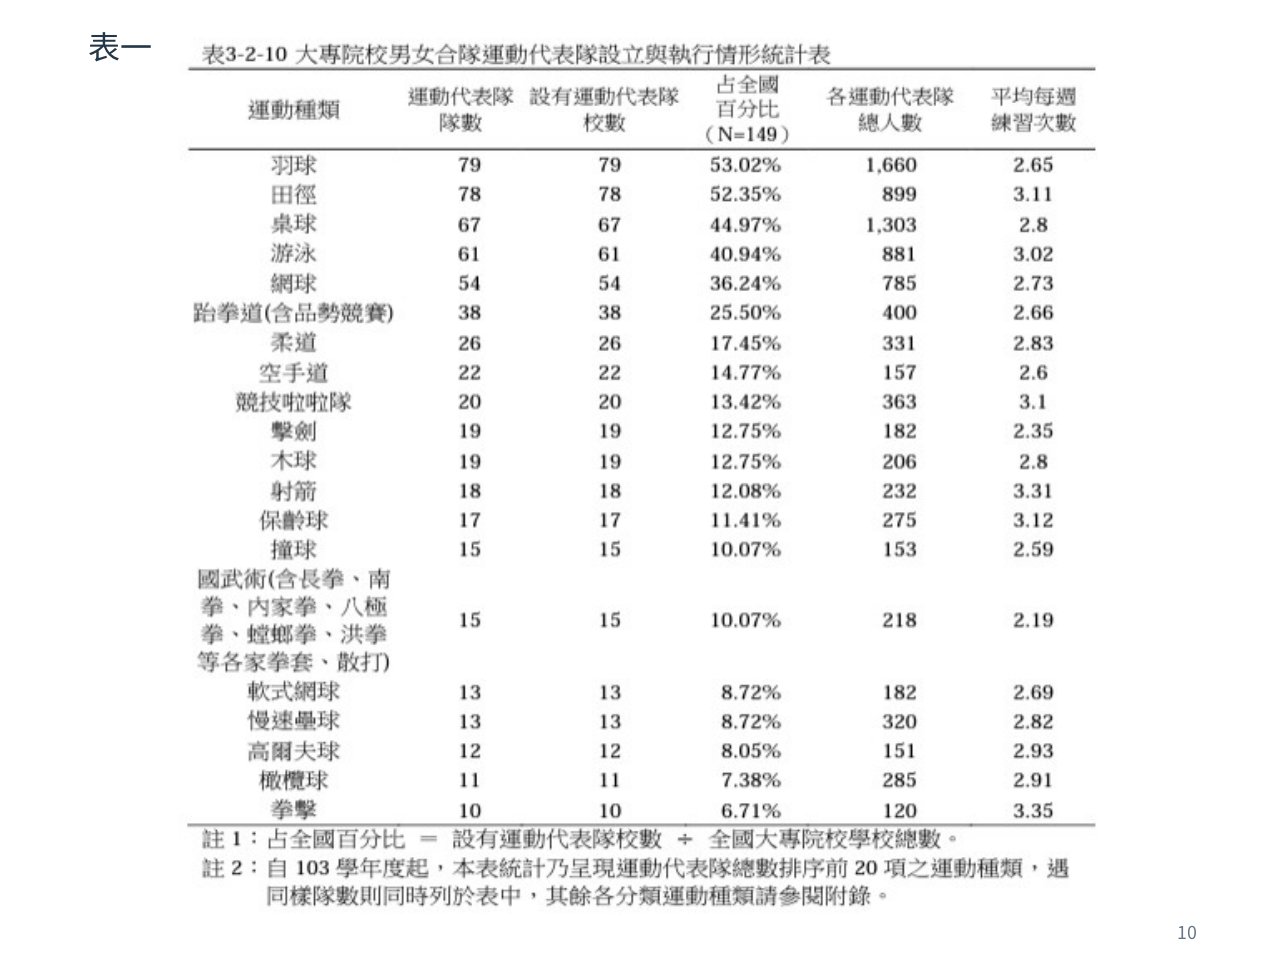 表一
表3-2-10 大專院校男女合隊運動代表隊設立與執行情形統計表
運動種類 運動代表隊隊數 設有運動代表隊校數 占全國百分比（N=149） 各運動代表隊總人數 平均每週練習次數
羽球 79 79 53.02% 1,660 2.65
田徑 78 78 52.35% 899 3.11
桌球 67 67 44.97% 1,303 2.8
游泳 61 61 40.94% 881 3.02
網球 54 54 36.24% 785 2.73
跆拳道(含品勢競賽) 38 38 25.50% 400 2.66
柔道 26 26 17.45% 331 2.83
空手道 22 22 14.77% 157 2.6
競技啦啦隊 20 20 13.42% 363 3.1
擊劍 19 19 12.75% 182 2.35
木球 19 19 12.75% 206 2.8
射箭 18 18 12.08% 232 3.31
保齡球 17 17 11.41% 275 3.12
撞球 15 15 10.07% 153 2.59
國武術(含長拳、南
拳、內家拳、八極
拳、螳螂拳、洪拳
等各家拳套、散打) 15 15 10.07% 218 2.19
軟式網球 13 13 8.72% 182 2.69
慢速壘球 13 13 8.72% 320 2.82
高爾夫球 12 12 8.05% 151 2.93
橄欖球 11 11 7.38% 285 2.91
拳擊 10 10 6.71% 120 3.35
註 1：占全國百分比 ＝ 設有運動代表隊校數 ÷ 全國大專院校學校總數。
註 2：自 103 學年度起，本表統計乃呈現運動代表隊總數排序前 20 項之運動種類，遇
同樣隊數則同時列於表中，其餘各分類運動種類請參閱附錄。
10